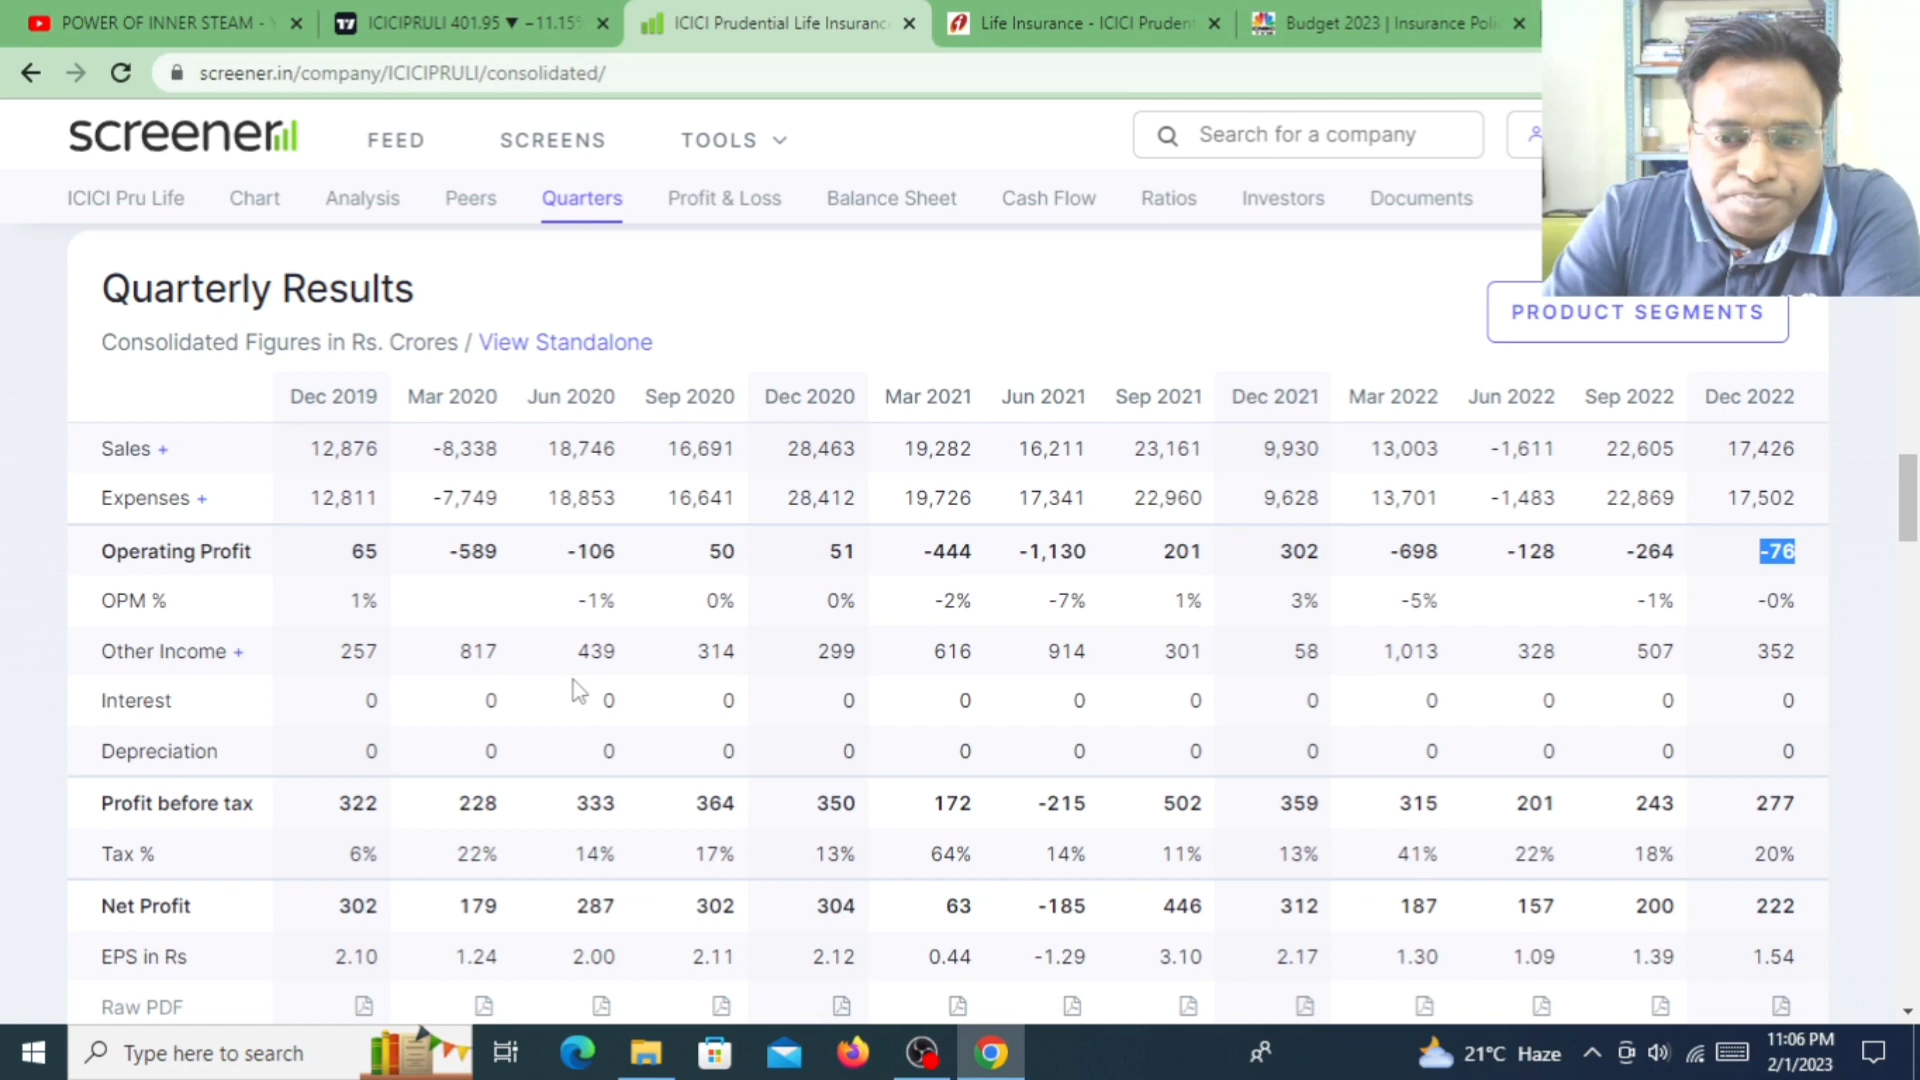 POWER OF INNER STEAM -
ICICIPRULI 401.95 ▼ −11.15%
ICICI Prudential Life Insuranc
Life Insurance - ICICI Pruden
Budget 2023 | Insurance Poli
screener.in/company/ICICIPRULI/consolidated/
screener
FEED
SCREENS
TOOLS
Search for a company
ICICI Pru Life Chart Analysis Peers Quarters Profit & Loss Balance Sheet Cash Flow Ratios Investors Documents
Quarterly Results
PRODUCT SEGMENTS
Consolidated Figures in Rs. Crores / View Standalone
Dec 2019 Mar 2020 Jun 2020 Sep 2020 Dec 2020 Mar 2021 Jun 2021 Sep 2021 Dec 2021 Mar 2022 Jun 2022 Sep 2022 Dec 2022
Sales + 12,876 -8,338 18,746 16,691 28,463 19,282 16,211 23,161 9,930 13,003 -1,611 22,605 17,426
Expenses + 12,811 -7,749 18,853 16,641 28,412 19,726 17,341 22,960 9,628 13,701 -1,483 22,869 17,502
Operating Profit 65 -589 -106 50 51 -444 -1,130 201 302 -698 -128 -264 -76
OPM % 1% -1% 0% 0% -2% -7% 1% 3% -5% -1% -0%
Other Income + 257 817 439 314 299 616 914 301 58 1,013 328 507 352
Interest 0 0 0 0 0 0 0 0 0 0 0 0 0
Depreciation 0 0 0 0 0 0 0 0 0 0 0 0 0
Profit before tax 322 228 333 364 350 172 -215 502 359 315 201 243 277
Tax % 6% 22% 14% 17% 13% 64% 14% 11% 13% 41% 22% 18% 20%
Net Profit 302 179 287 302 304 63 -185 446 312 187 157 200 222
EPS in Rs 2.10 1.24 2.00 2.11 2.12 0.44 -1.29 3.10 2.17 1.30 1.09 1.39 1.54
Raw PDF
Type here to search
21°C Haze
11:06 PM
2/1/2023